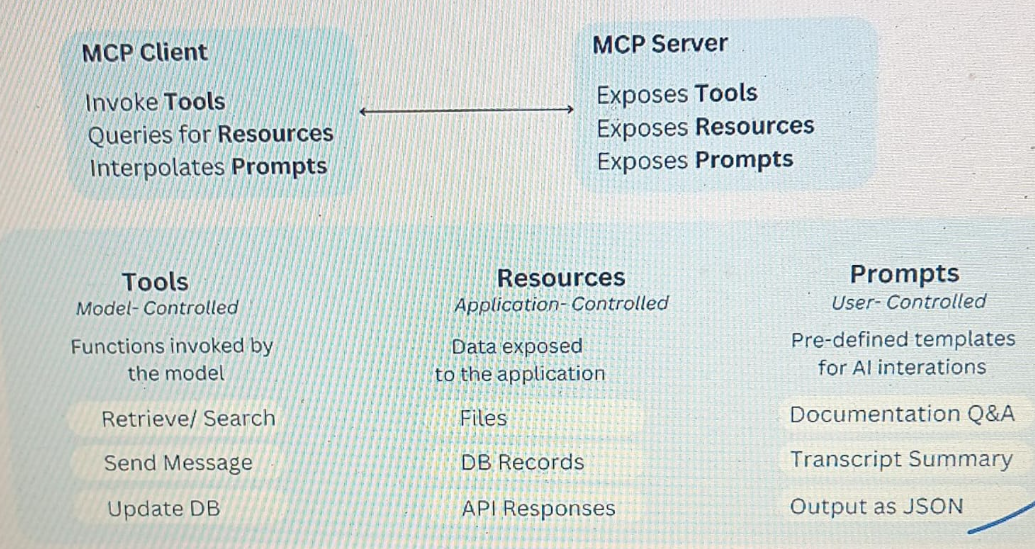 MCP Client
Invoke Tools
Queries for Resources
Interpolates Prompts
MCP Server
Exposes Tools
Exposes Resources
Exposes Prompts
Tools
Model- Controlled
Functions invoked by
the model
Retrieve/ Search
Send Message
Update DB
Resources
Application- Controlled
Data exposed
to the application
Files
DB Records
API Responses
Prompts
User- Controlled
Pre-defined templates
for AI interations
Documentation Q&A
Transcript Summary
Output as JSON